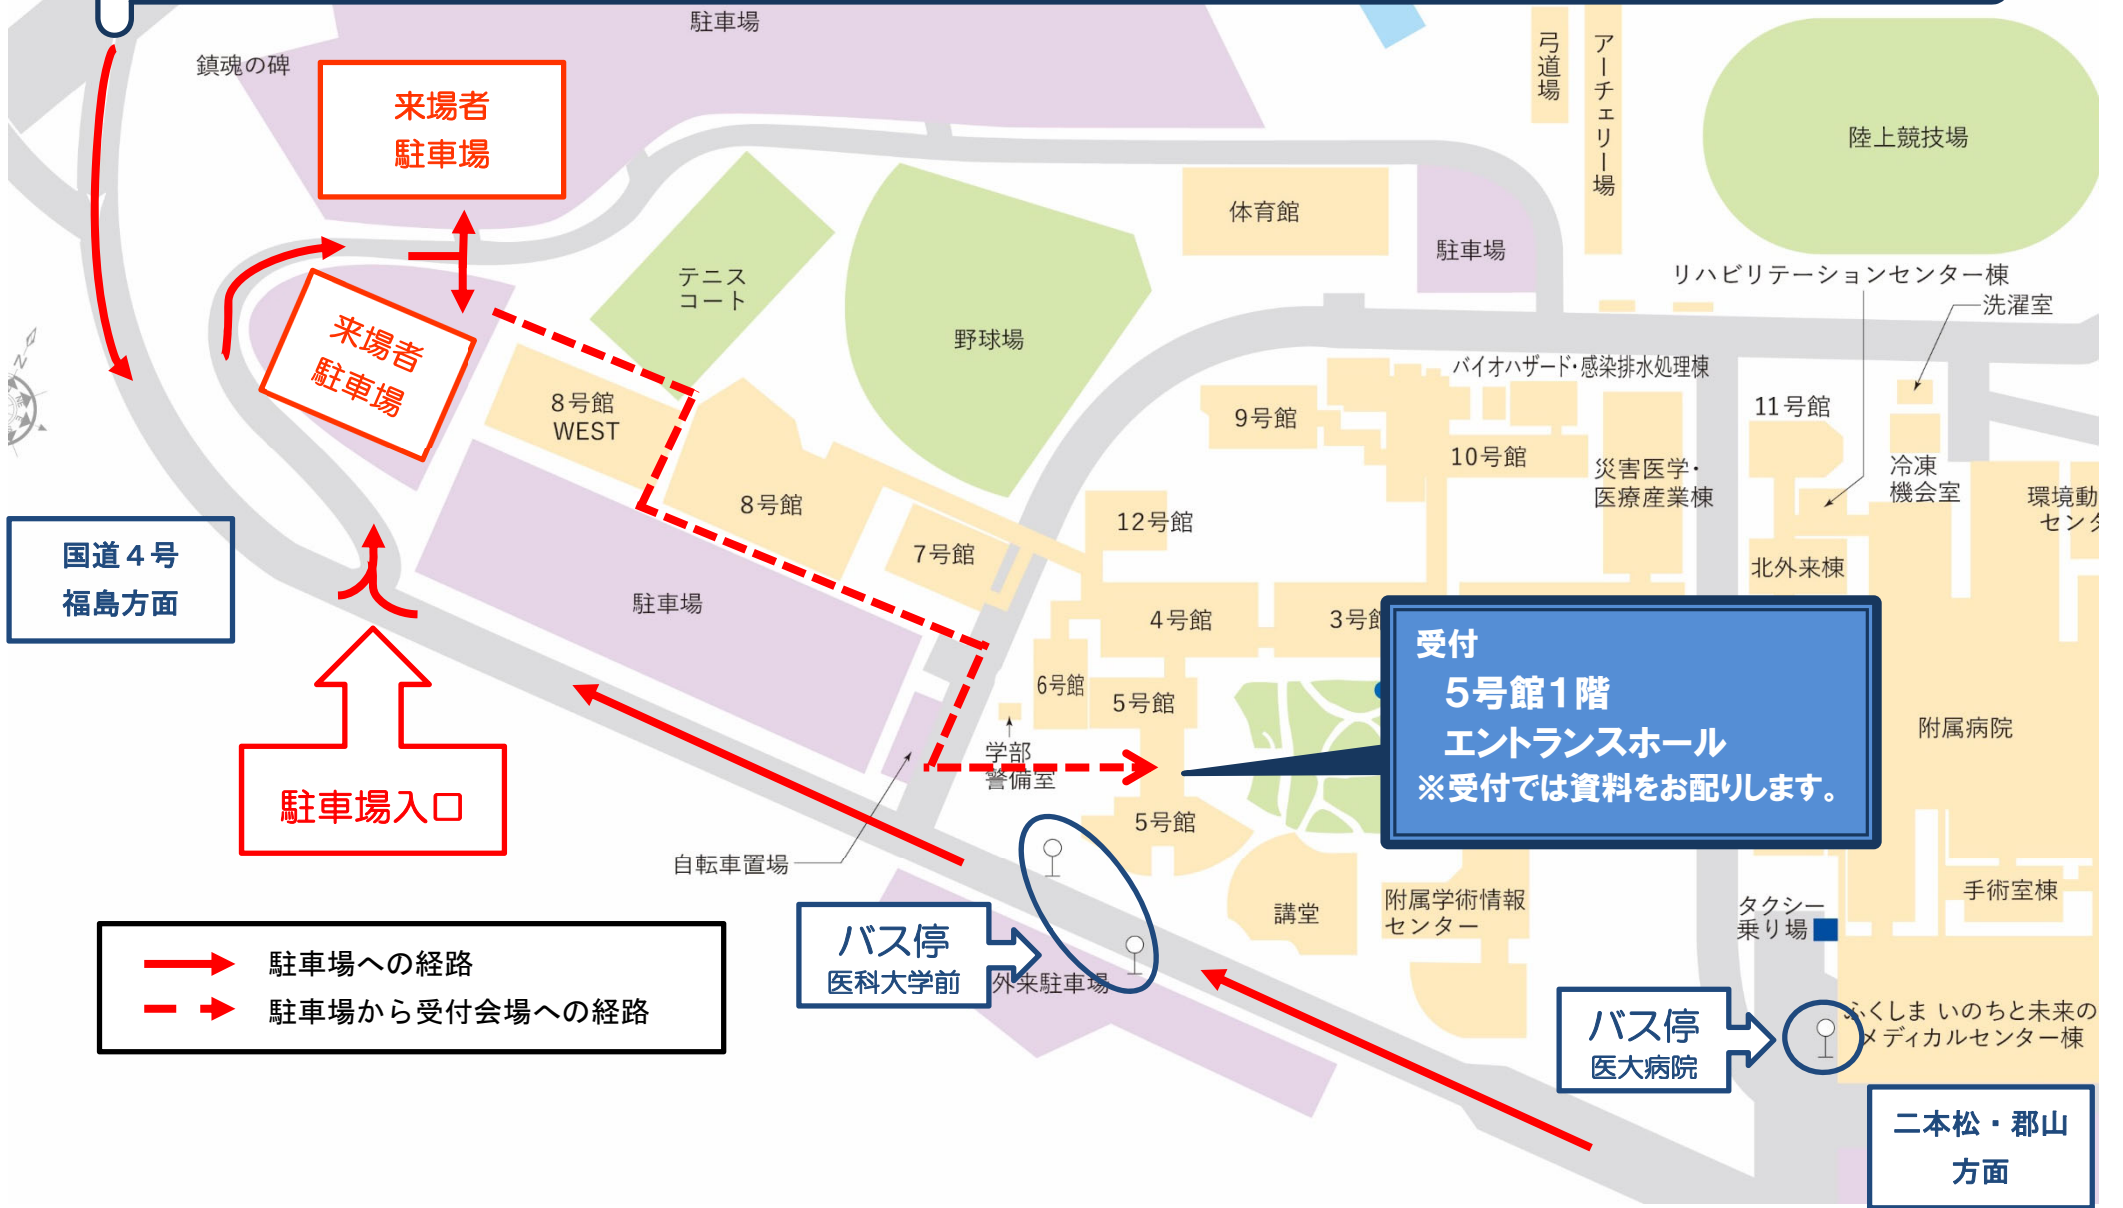 駐車場
鎮魂の碑
来場者
駐車場
弓道場
アーチェリー場
陸上競技場
体育館
駐車場
テニス
コート
野球場
リハビリテーションセンター棟
洗濯室
来場者
駐車場
N
8号館
WEST
バイオハザード・感染排水処理棟
9号館
10号館
11号館
災害医学・
医療産業棟
冷凍
機会室
環境動
セン
8号館
12号館
7号館
国道4号
福島方面
北外来棟
駐車場
4号館
3号館
受付
5号館1階
エントランスホール
※受付では資料をお配りします。
6号館
5号館
附属病院
学部
警備室
駐車場入口
5号館
自転車置場
講堂
附属学術情報
センター
タクシー
乗り場
手術室棟
バス停
医科大学前
外来駐車場
駐車場への経路
駐車場から受付会場への経路
バス停
医大病院
ふくしま いのちと未来の
メディカルセンター棟
二本松・郡山
方面